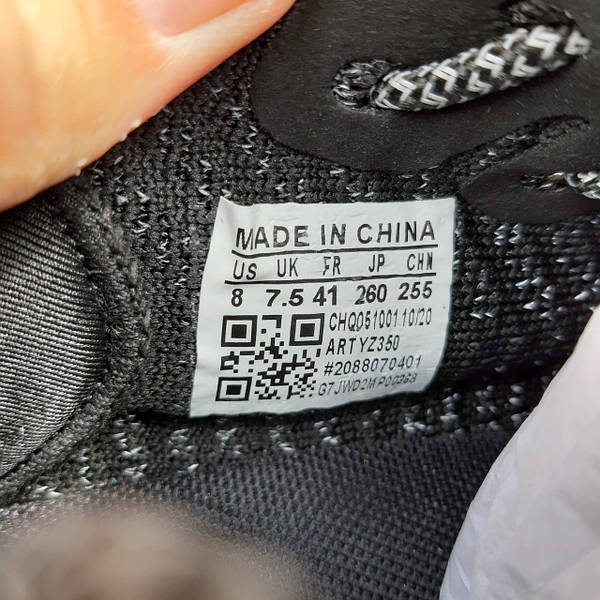 MADE IN CHINA
US UK FR JP CHN
8 7.5 41 260 255
CHQ051001 10/20
ART YZ350
#2088070401
G7JWD2MP00368